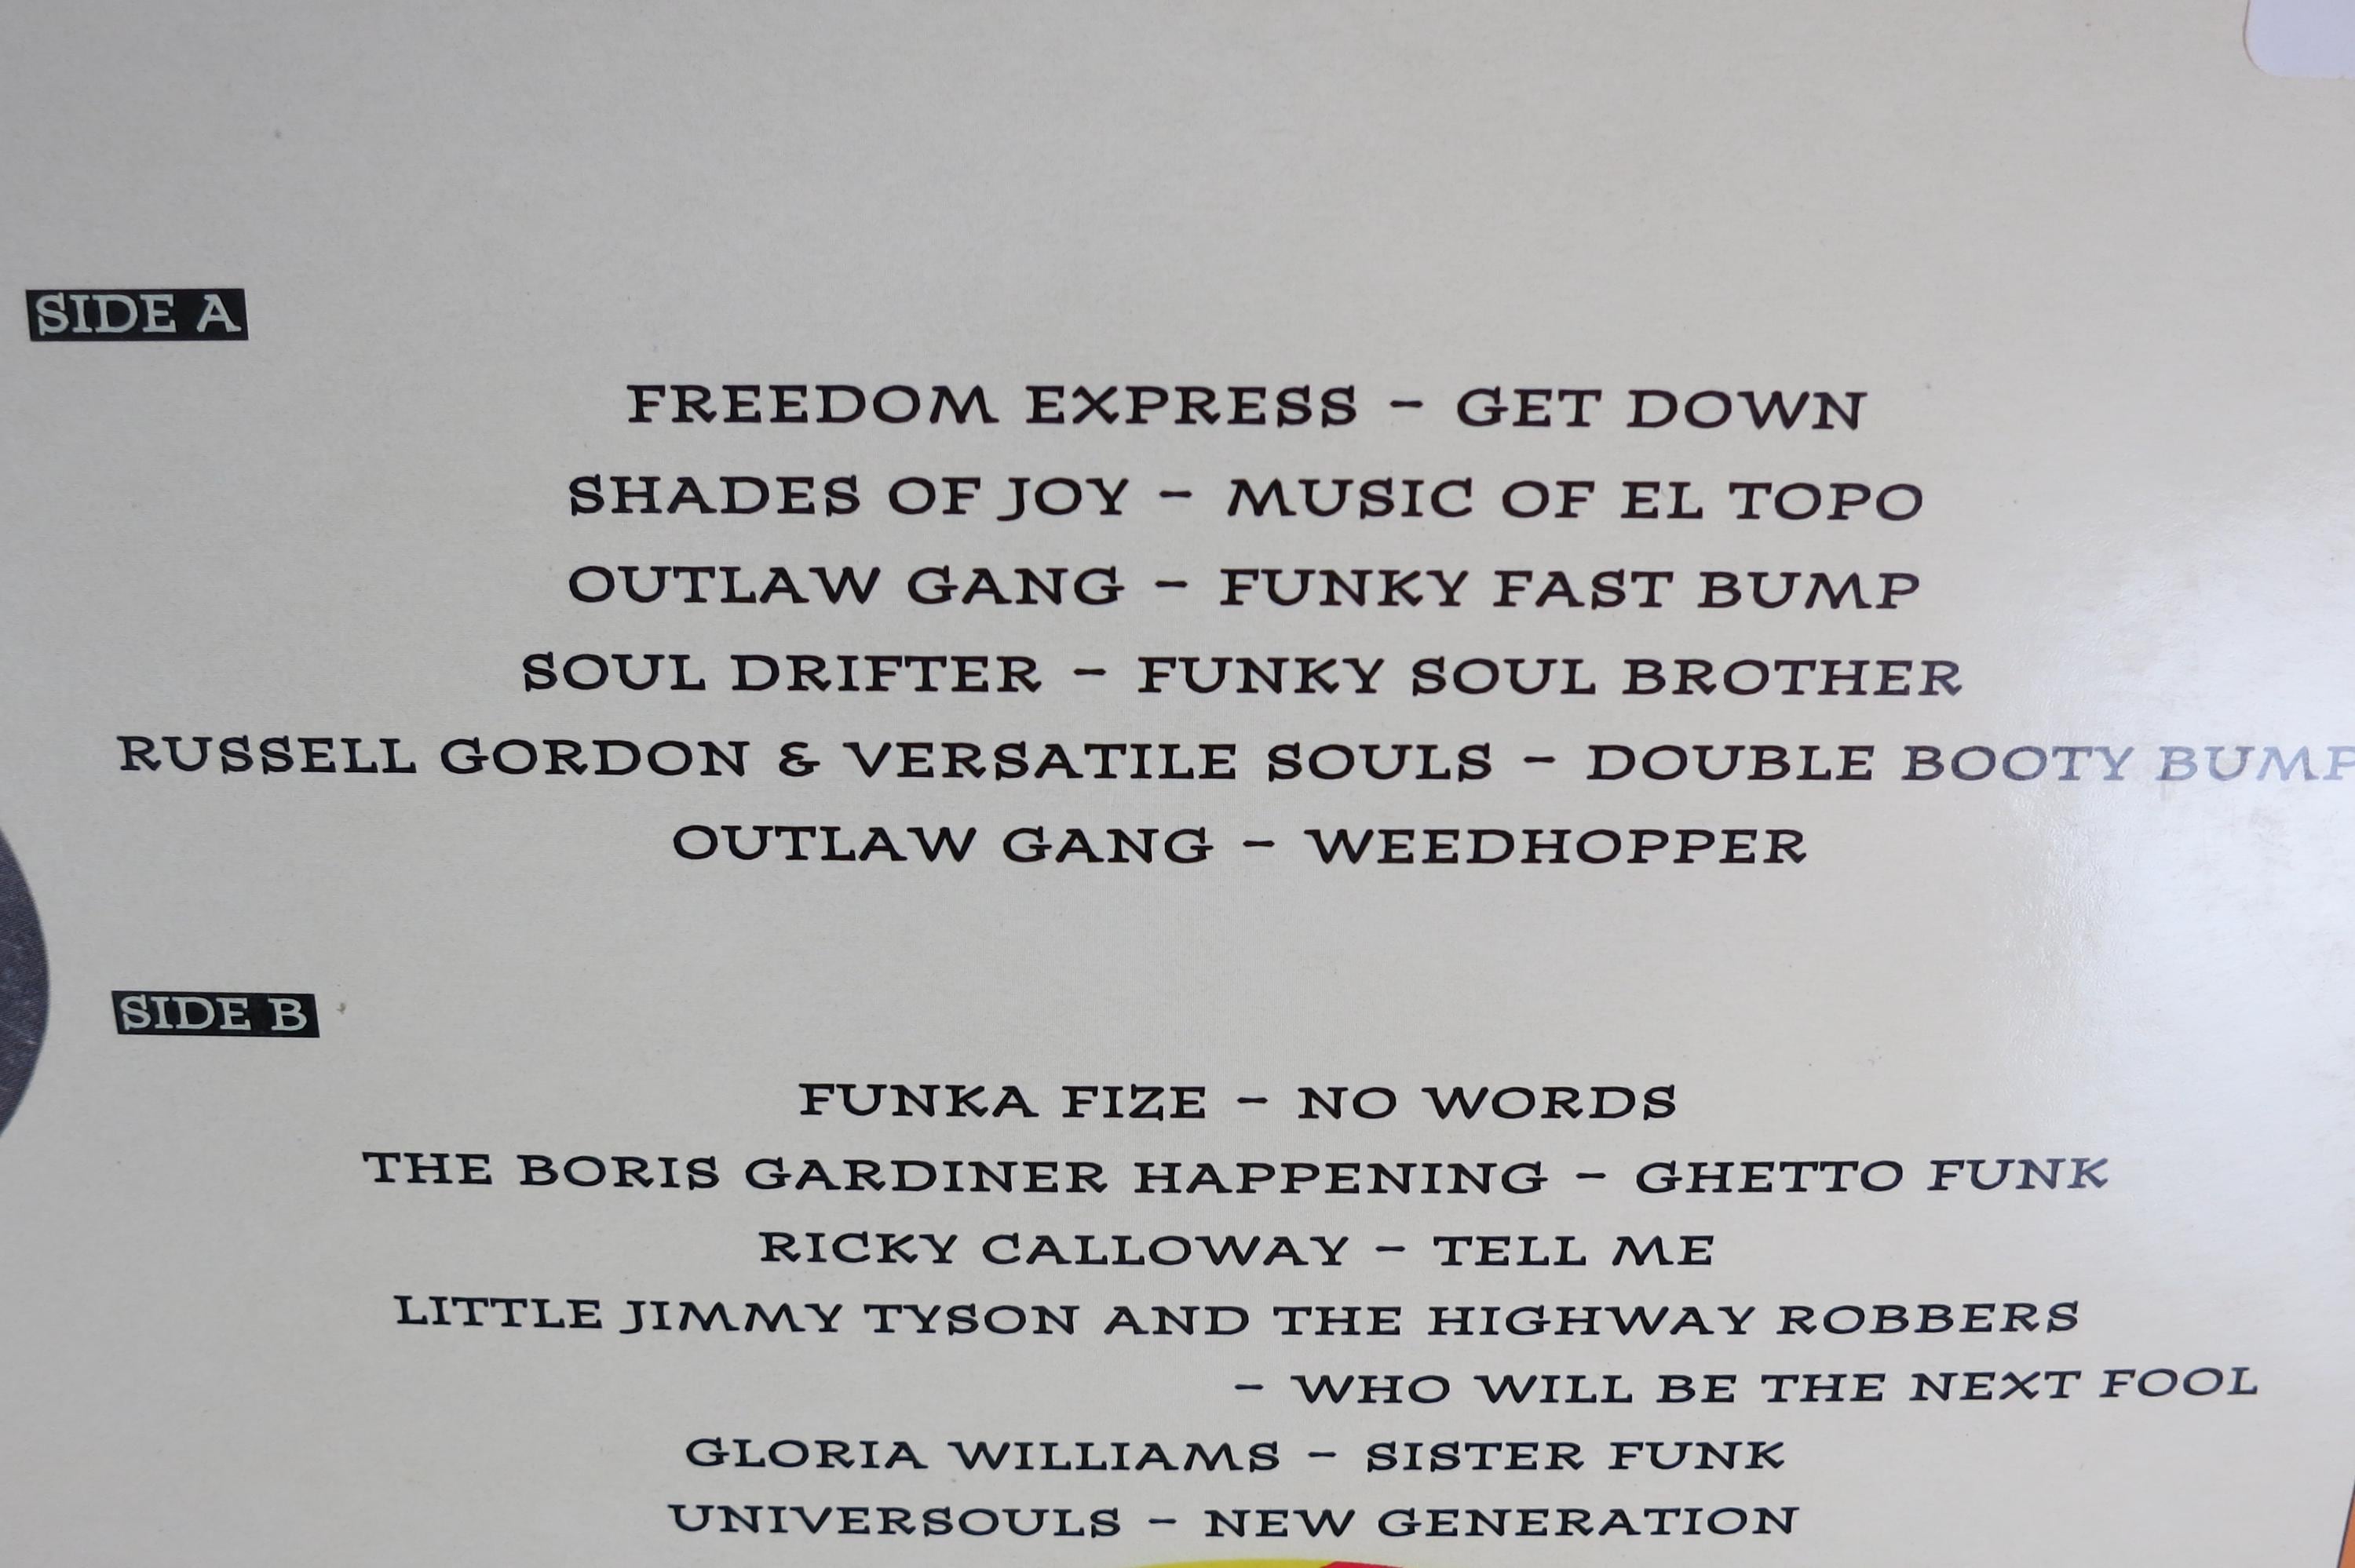 SIDE A
FREEDOM EXPRESS - GET DOWN
SHADES OF JOY - MUSIC OF EL TOPO
OUTLAW GANG - FUNKY FAST BUMP
SOUL DRIFTER - FUNKY SOUL BROTHER
RUSSELL GORDON & VERSATILE SOULS - DOUBLE BOOTY BUMP
OUTLAW GANG - WEEDHOPPER
SIDE B
FUNKA FIZE - NO WORDS
THE BORIS GARDINER HAPPENING - GHETTO FUNK
RICKY CALLOWAY - TELL ME
LITTLE JIMMY TYSON AND THE HIGHWAY ROBBERS
- WHO WILL BE THE NEXT FOOL
GLORIA WILLIAMS - SISTER FUNK
UNIVERSOULS - NEW GENERATION